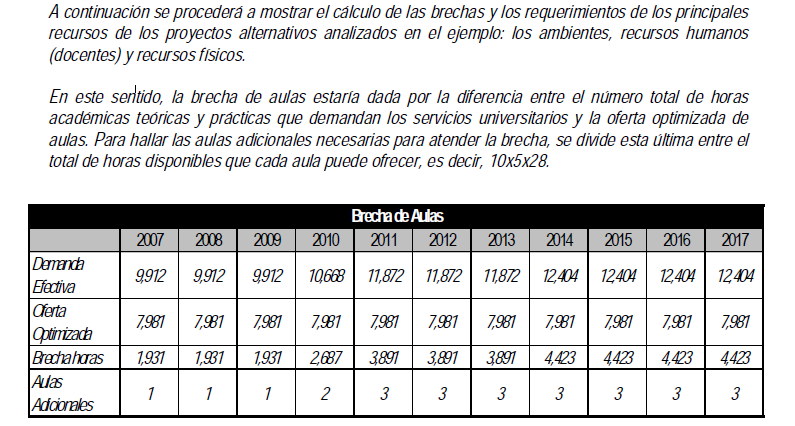 A continuación se procederá a mostrar el cálculo de las brechas y los requerimientos de los principales
recursos de los proyectos alternativos analizados en el ejemplo: los ambientes, recursos humanos
(docentes) y recursos físicos.
En este sentido, la brecha de aulas estaría dada por la diferencia entre el número total de horas
académicas teóricas y prácticas que demandan los servicios universitarios y la oferta optimizada de
aulas. Para hallar las aulas adicionales necesarias para atender la brecha, se divide esta última entre el
total de horas disponibles que cada aula puede ofrecer, es decir, 10x5x28.
Brecha de Aulas
2007 2008 2009 2010 2011 2012 2013 2014 2015 2016 2017
Demanda
Efectiva 9,912 9,912 9,912 10,668 11,872 11,872 11,872 12,404 12,404 12,404 12,404
Oferta
Optimizada 7,981 7,981 7,981 7,981 7,981 7,981 7,981 7,981 7,981 7,981 7,981
Brecha horas 1,931 1,931 1,931 2,687 3,891 3,891 3,891 4,423 4,423 4,423 4,423
Aulas
Adicionales 1 1 1 2 3 3 3 3 3 3 3